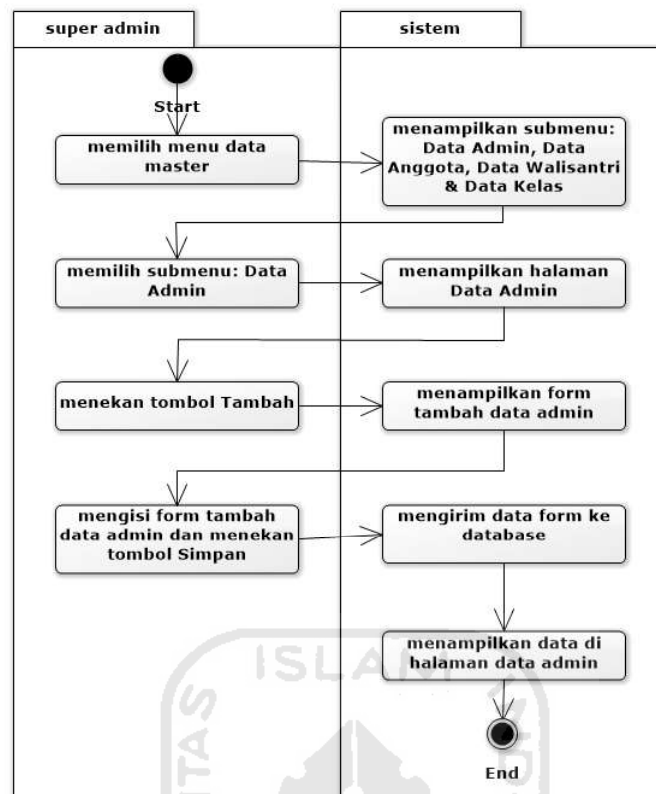 super admin
sistem
Start
memilih menu data
master
menampilkan submenu:
Data Admin, Data
Anggota, Data Walisantri
& Data Kelas
memilih submenu: Data
Admin
menampilkan halaman
Data Admin
menekan tombol Tambah
menampilkan form
tambah data admin
mengisi form tambah
data admin dan menekan
tombol Simpan
mengirim data form ke
database
menampilkan data di
halaman data admin
End
ISLAM